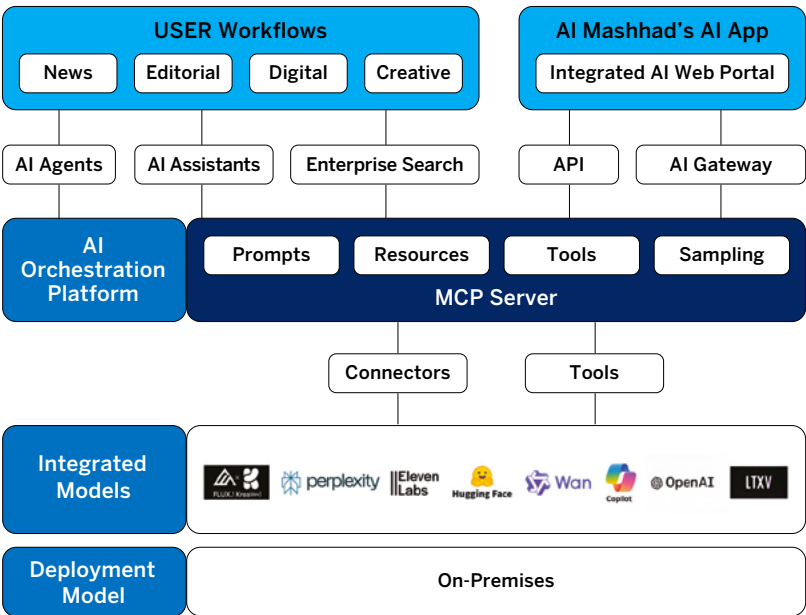 USER Workflows
News
Editorial
Digital
Creative
AI Mashhad's AI App
Integrated AI Web Portal
AI Agents
AI Assistants
Enterprise Search
API
AI Gateway
AI
Orchestration
Platform
Prompts
Resources
Tools
Sampling
MCP Server
Connectors
Tools
Integrated
Models
perplexity
Eleven
Labs
Hugging Face
Wan
Copilot
OpenAI
LTXV
Deployment
Model
On-Premises